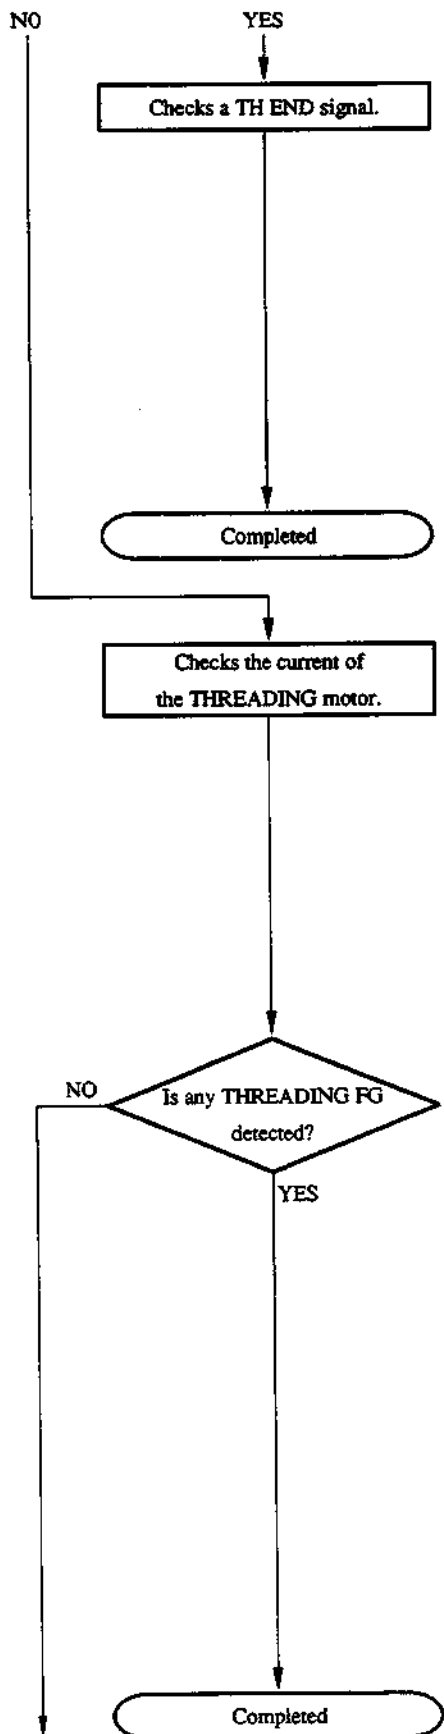 NO
YES
Checks a TH END signal.
Completed
Checks the current of
the THREADING motor.
NO
Is any THREADING FG
detected?
YES
Completed